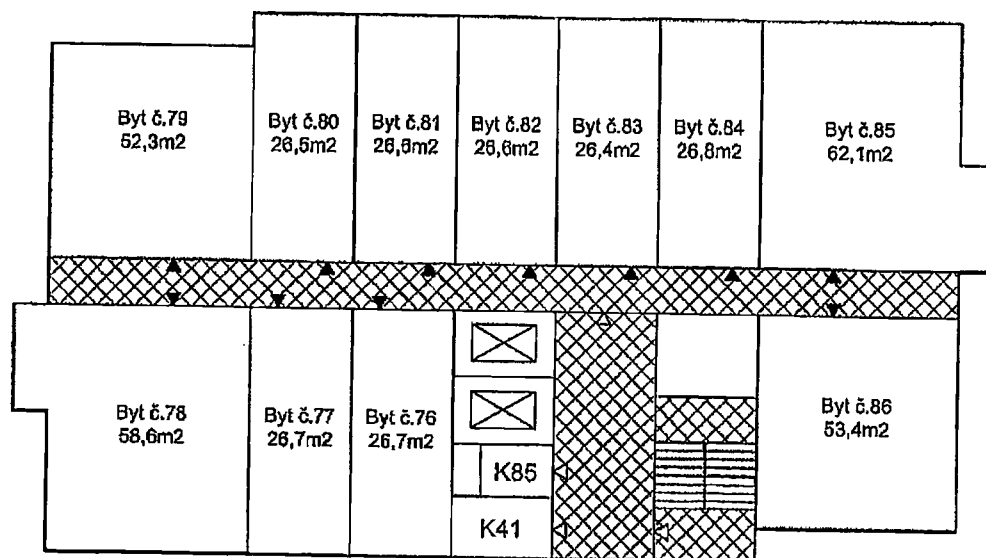 Byt č.79
52,3m2
Byt č.80
26,5m2
Byt č.81
26,6m2
Byt č.82
26,6m2
Byt č.83
26,4m2
Byt č.84
26,8m2
Byt č.85
62,1m2
Byt č.78
58,6m2
Byt č.77
26,7m2
Byt č.76
26,7m2
K85
K41
Byt č.86
53,4m2